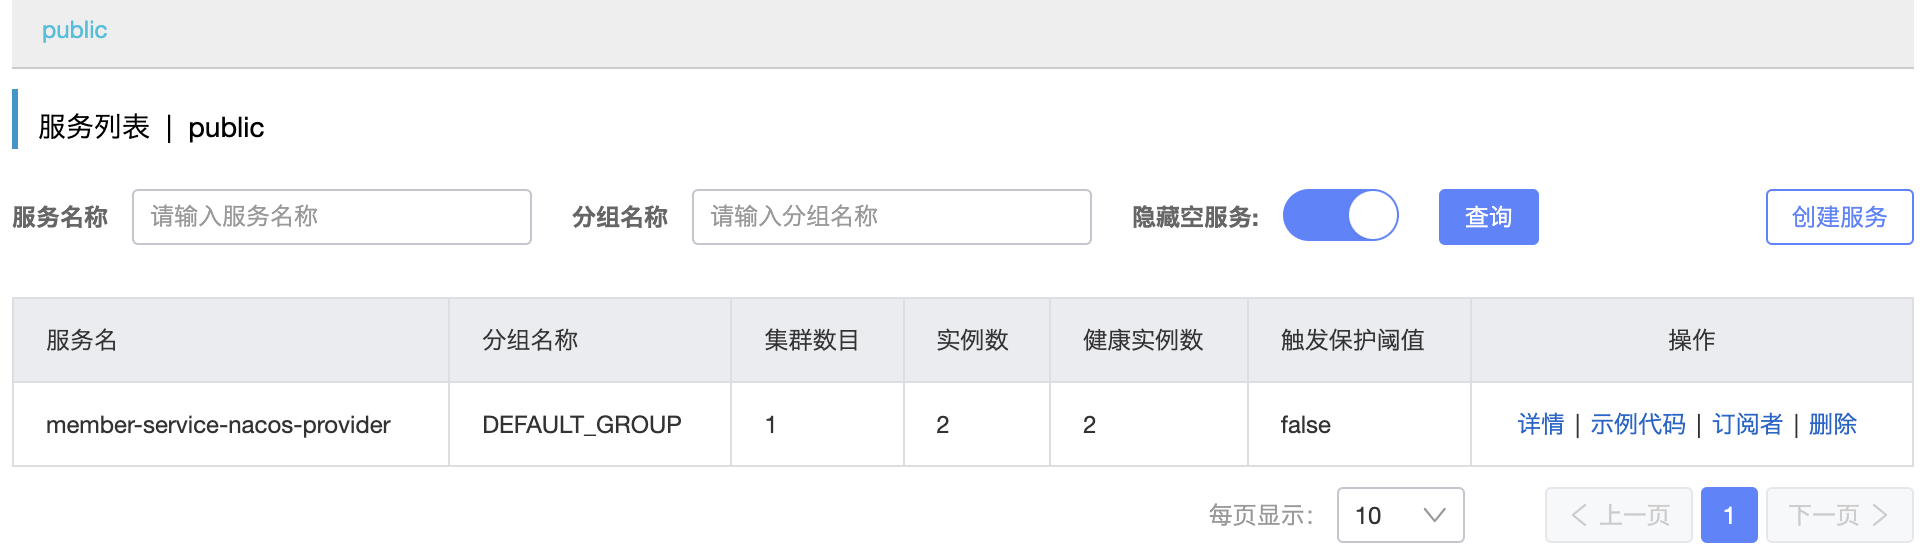 public
服务列表 | public
服务名称 请输入服务名称 分组名称 请输入分组名称 隐藏空服务: 查询 创建服务
服务名 分组名称 集群数目 实例数 健康实例数 触发保护阈值 操作
member-service-nacos-provider DEFAULT_GROUP 1 2 2 false 详情 | 示例代码 | 订阅者 | 删除
每页显示: 10 上一页 1 下一页